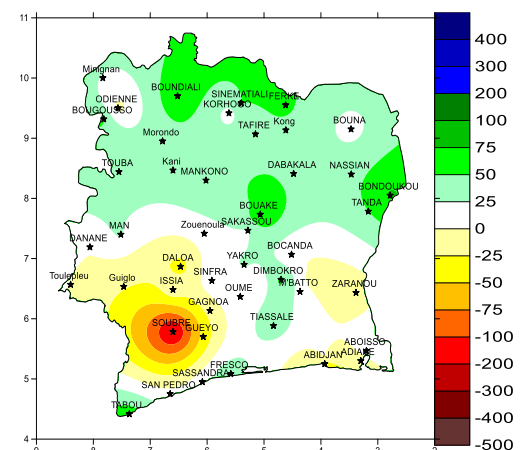 11
10
9
8
7
6
5
4
Minignan
ODIENNE
BOUGOUSSO
BOUNDIALI
SINEMATIALI
FERKE
KORHOGO
TAFIRE
Kong
BOUNA
Morondo
TOUBA
Kani
MANKONO
DABAKALA
NASSIAN
BONDOUKOU
TANDA
BOUAKE
SAKASSOU
MAN
Zouenoula
DANANE
BOCANDA
DALOA
YAKRO
SINFRA
DIMBOKRO
M'BATTO
Toulepleu
Guiglo
ISSIA
OUME
ZARANOU
GAGNOA
TIASSALE
SOUBRE
GUEYO
ABOISSO
ADIAKE
ABIDJAN
FRESCO
SASSANDRA
SAN PEDRO
TABOU
400
300
200
100
75
50
25
0
-25
-50
-75
-100
-200
-300
-400
-500